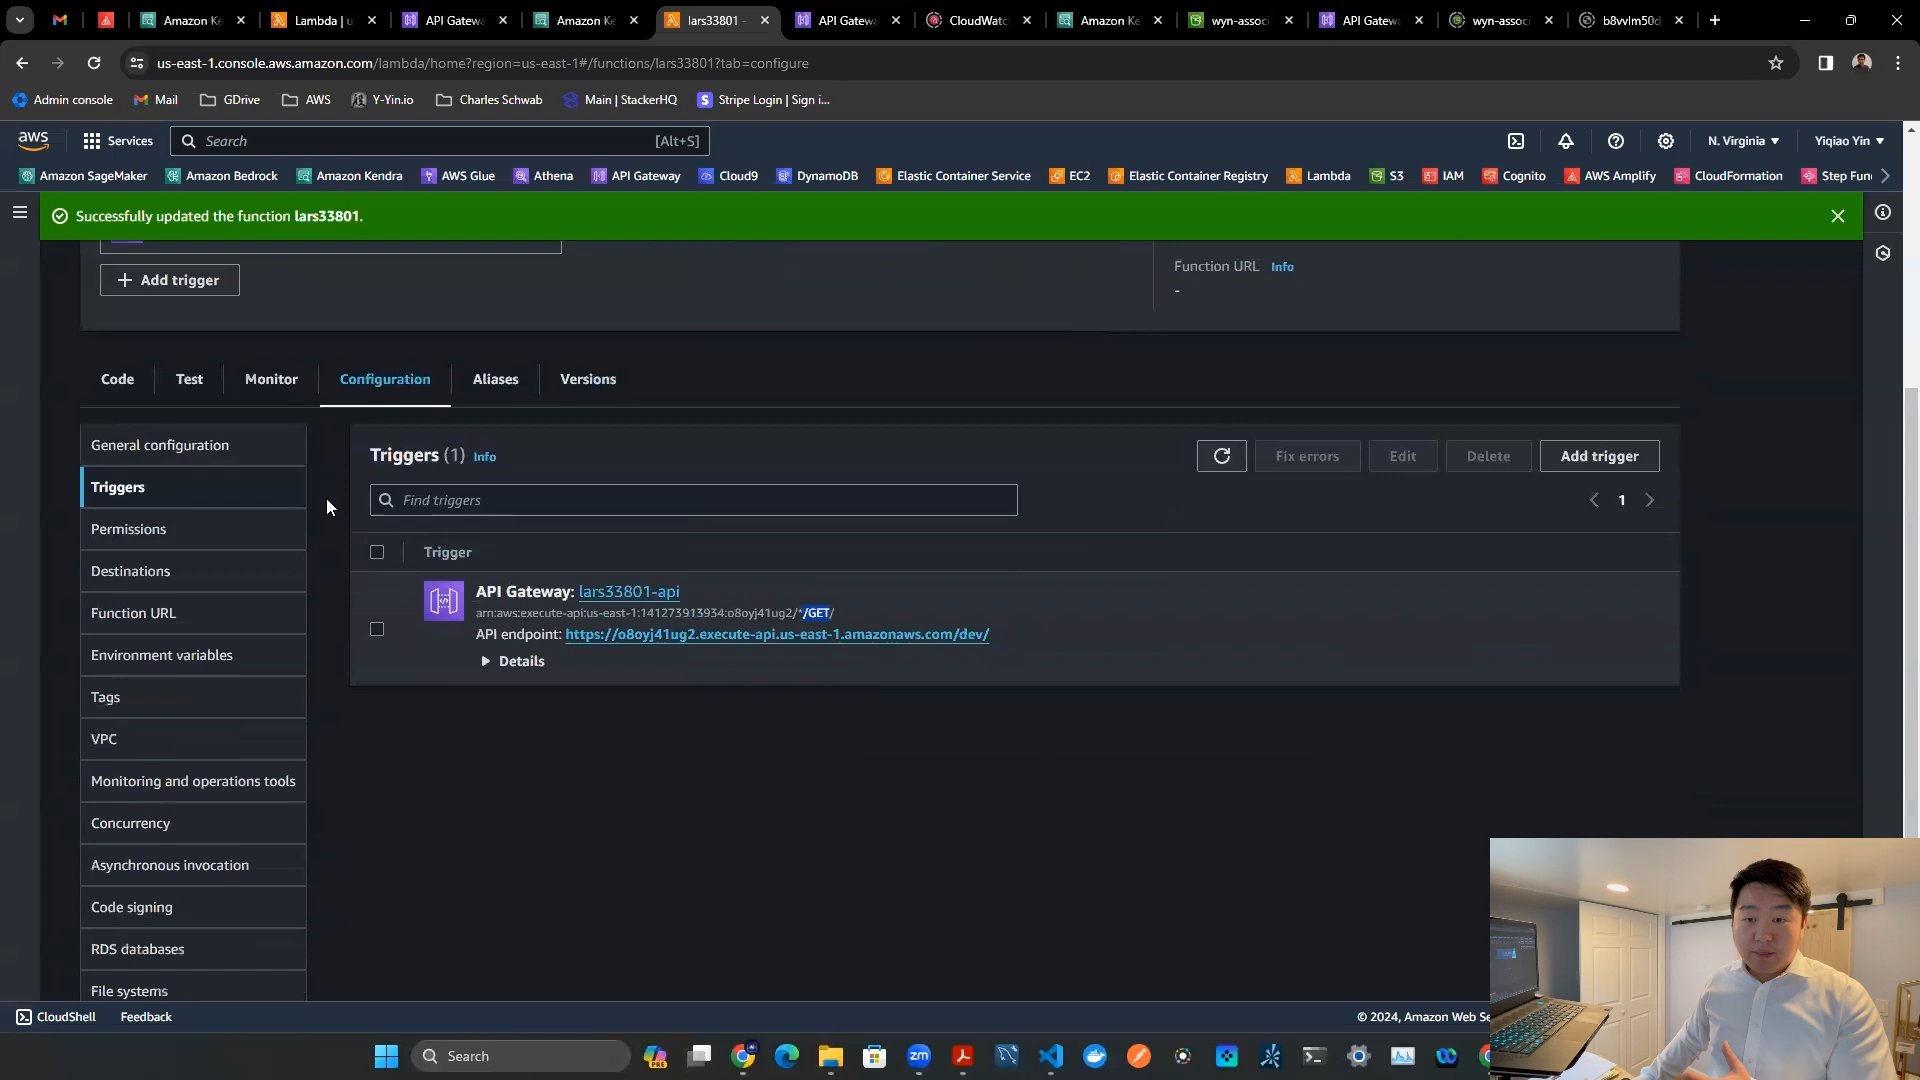 Amazon Ke
Lambda | u
API Gatewa
Amazon Ke
lars33801 -
API Gatewa
CloudWatc
Amazon Ke
wyn-associ
API Gatew
wyn-associ
b8vvlm50d
us-east-1.console.aws.amazon.com/lambda/home?region=us-east-1#/functions/lars33801?tab=configure
Admin console
Mail
GDrive
AWS
Y-Yin.io
Charles Schwab
Main | StackerHQ
Stripe Login | Sign i...
aws
Services
Search
[Alt+S]
N. Virginia
Yiqiao Yin
Amazon SageMaker
Amazon Bedrock
Amazon Kendra
AWS Glue
Athena
API Gateway
Cloud9
DynamoDB
Elastic Container Service
EC2
Elastic Container Registry
Lambda
S3
IAM
Cognito
AWS Amplify
CloudFormation
Step Fun
Successfully updated the function lars33801.
+ Add trigger
Function URL Info
-
Code
Test
Monitor
Configuration
Aliases
Versions
General configuration
Triggers
Permissions
Destinations
Function URL
Environment variables
Tags
VPC
Monitoring and operations tools
Concurrency
Asynchronous invocation
Code signing
RDS databases
File systems
Triggers (1) Info
Fix errors
Edit
Delete
Add trigger
Find triggers
1
Trigger
API Gateway: lars33801-api
arn:aws:execute-api:us-east-1:141273913934:o8oyj41ug2/*/GET/
API endpoint: https://o8oyj41ug2.execute-api.us-east-1.amazonaws.com/dev/
Details
CloudShell
Feedback
© 2024, Amazon Web Se
Search
PRE
zm